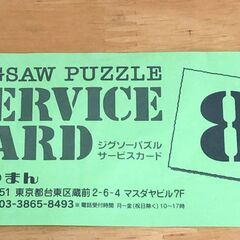 GSAW PUZZLE
ERVICE
ARD
8
ジグソーパズル
サービスカード
のまん
51 東京都台東区蔵前2-6-4 マスダヤビル7F
03-3865-8493 ※電話受付時間 月~金(祝日除く)10~17時